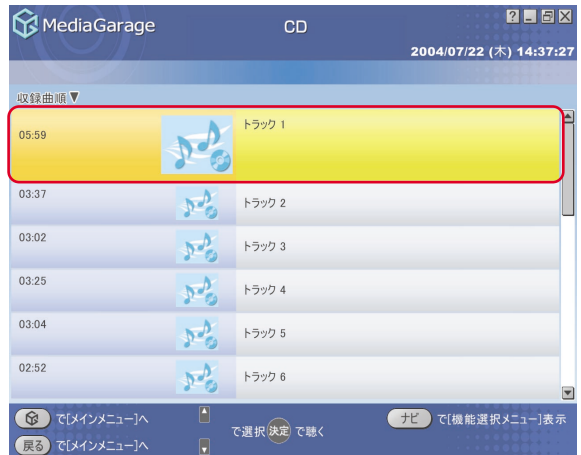 MediaGarage
CD
2004/07/22 (木) 14:37:27
収録曲順▼
05:59 トラック 1
03:37 トラック 2
03:02 トラック 3
03:25 トラック 4
03:04 トラック 5
02:52 トラック 6
で[メインメニュー]へ
で選択 決定 で聴く
ナビ で[機能選択メニュー]表示
戻る で[メインメニュー]へ